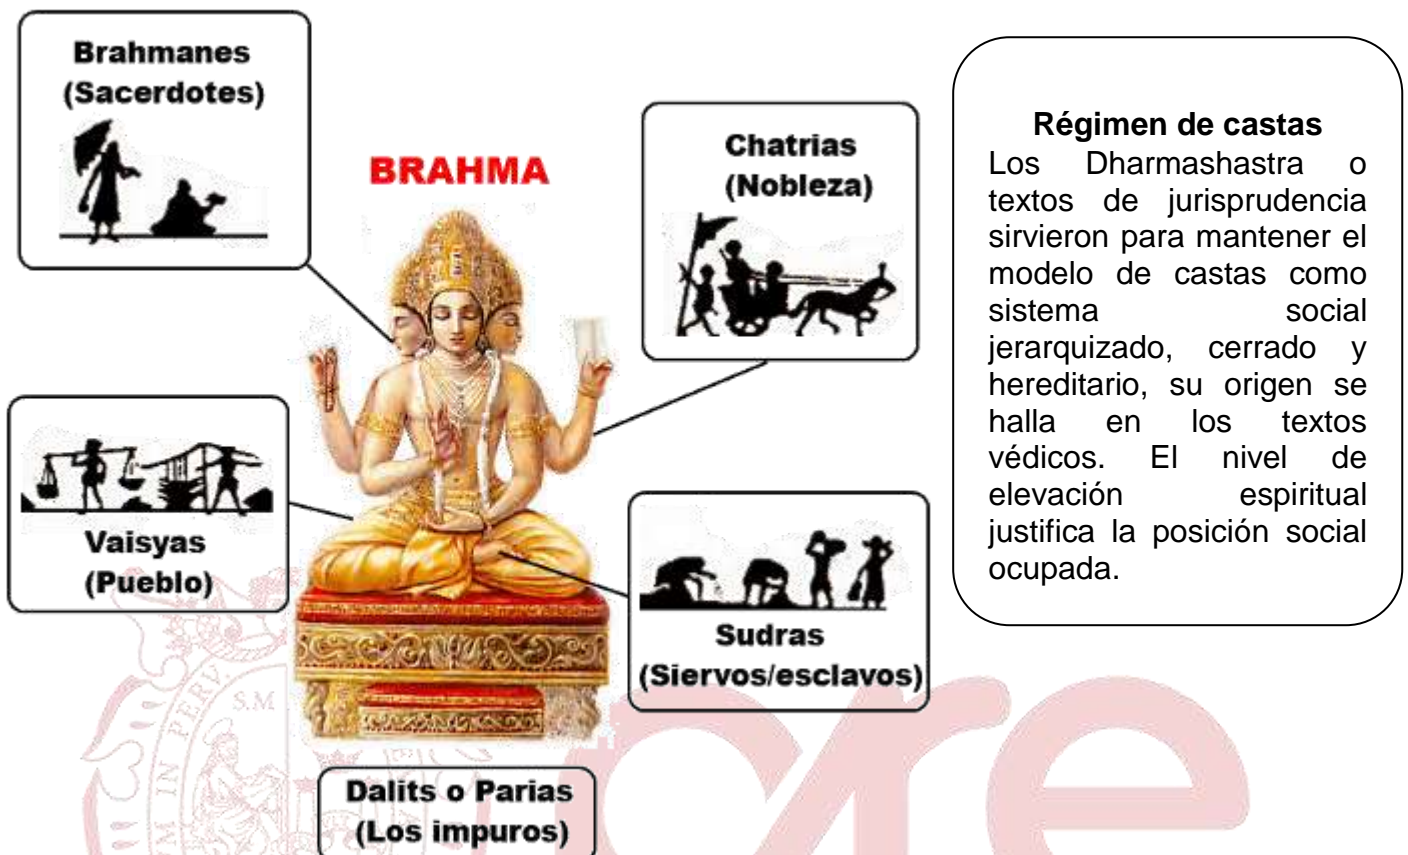 Brahmanes
(Sacerdotes)
BRAHMA
Chatrias
(Nobleza)
Vaisyas
(Pueblo)
Sudras
(Siervos/esclavos)
Dalits o Parias
(Los impuros)
Régimen de castas
Los Dharmashastra o
textos de jurisprudencia
sirvieron para mantener el
modelo de castas como
sistema social
jerarquizado, cerrado y
hereditario, su origen se
halla en los textos
védicos. El nivel de
elevación espiritual
justifica la posición social
ocupada.
S.M
IN PERV